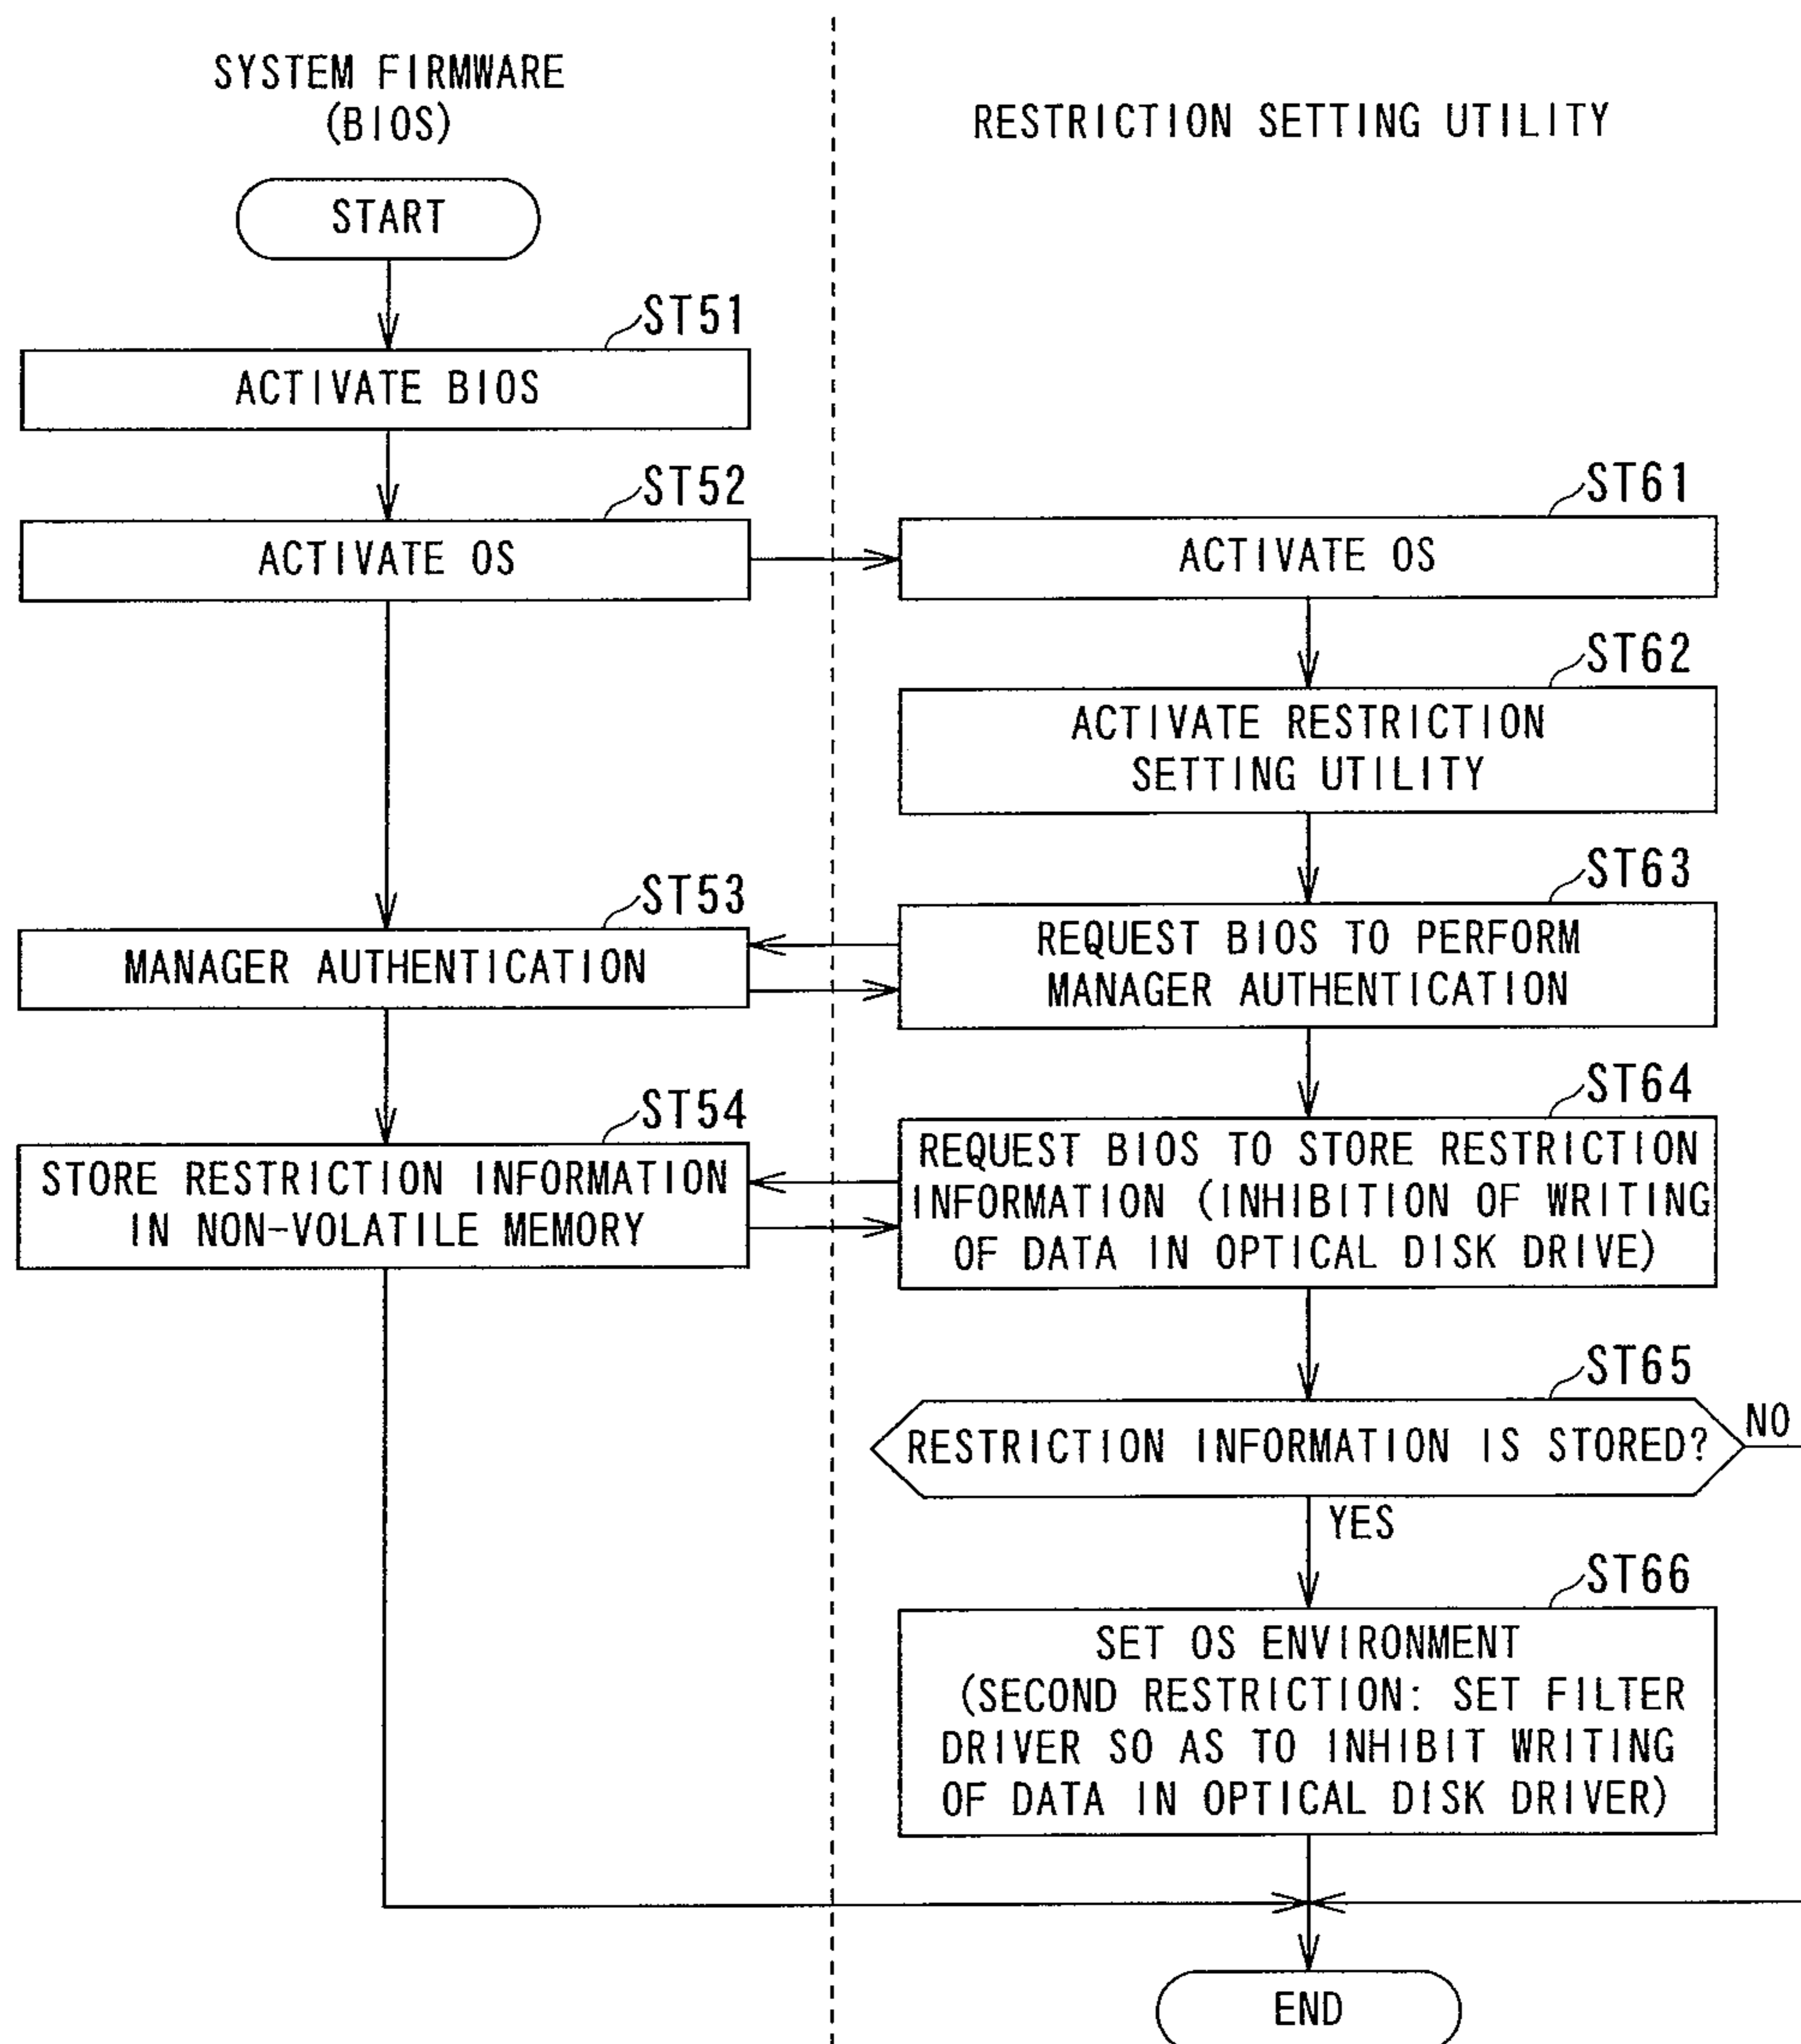 SYSTEM FIRMWARE
(BIOS)
RESTRICTION SETTING UTILITY
START
ST51
ACTIVATE BIOS
ST52
ACTIVATE OS
ST61
ACTIVATE OS
ST62
ACTIVATE RESTRICTION
SETTING UTILITY
ST53
MANAGER AUTHENTICATION
ST63
REQUEST BIOS TO PERFORM
MANAGER AUTHENTICATION
ST54
STORE RESTRICTION INFORMATION
IN NON-VOLATILE MEMORY
ST64
REQUEST BIOS TO STORE RESTRICTION
INFORMATION (INHIBITION OF WRITING
OF DATA IN OPTICAL DISK DRIVE)
ST65
RESTRICTION INFORMATION IS STORED?
NO
YES
ST66
SET OS ENVIRONMENT
(SECOND RESTRICTION: SET FILTER
DRIVER SO AS TO INHIBIT WRITING
OF DATA IN OPTICAL DISK DRIVER)
END